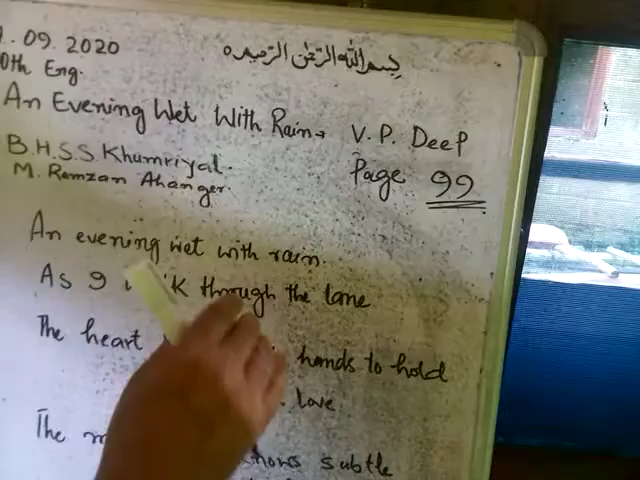 .09.2020
بسم الله الرحمن الرحيم
0th Eng.
An Evening Wet With Rain → V.P. Deep
B.H.S.S Khumriyal.
Page 99
M. Ramzan Ahanger.
An evening wet with rain.
As I through the lane
The heart hands to hold
love
The shows subtle